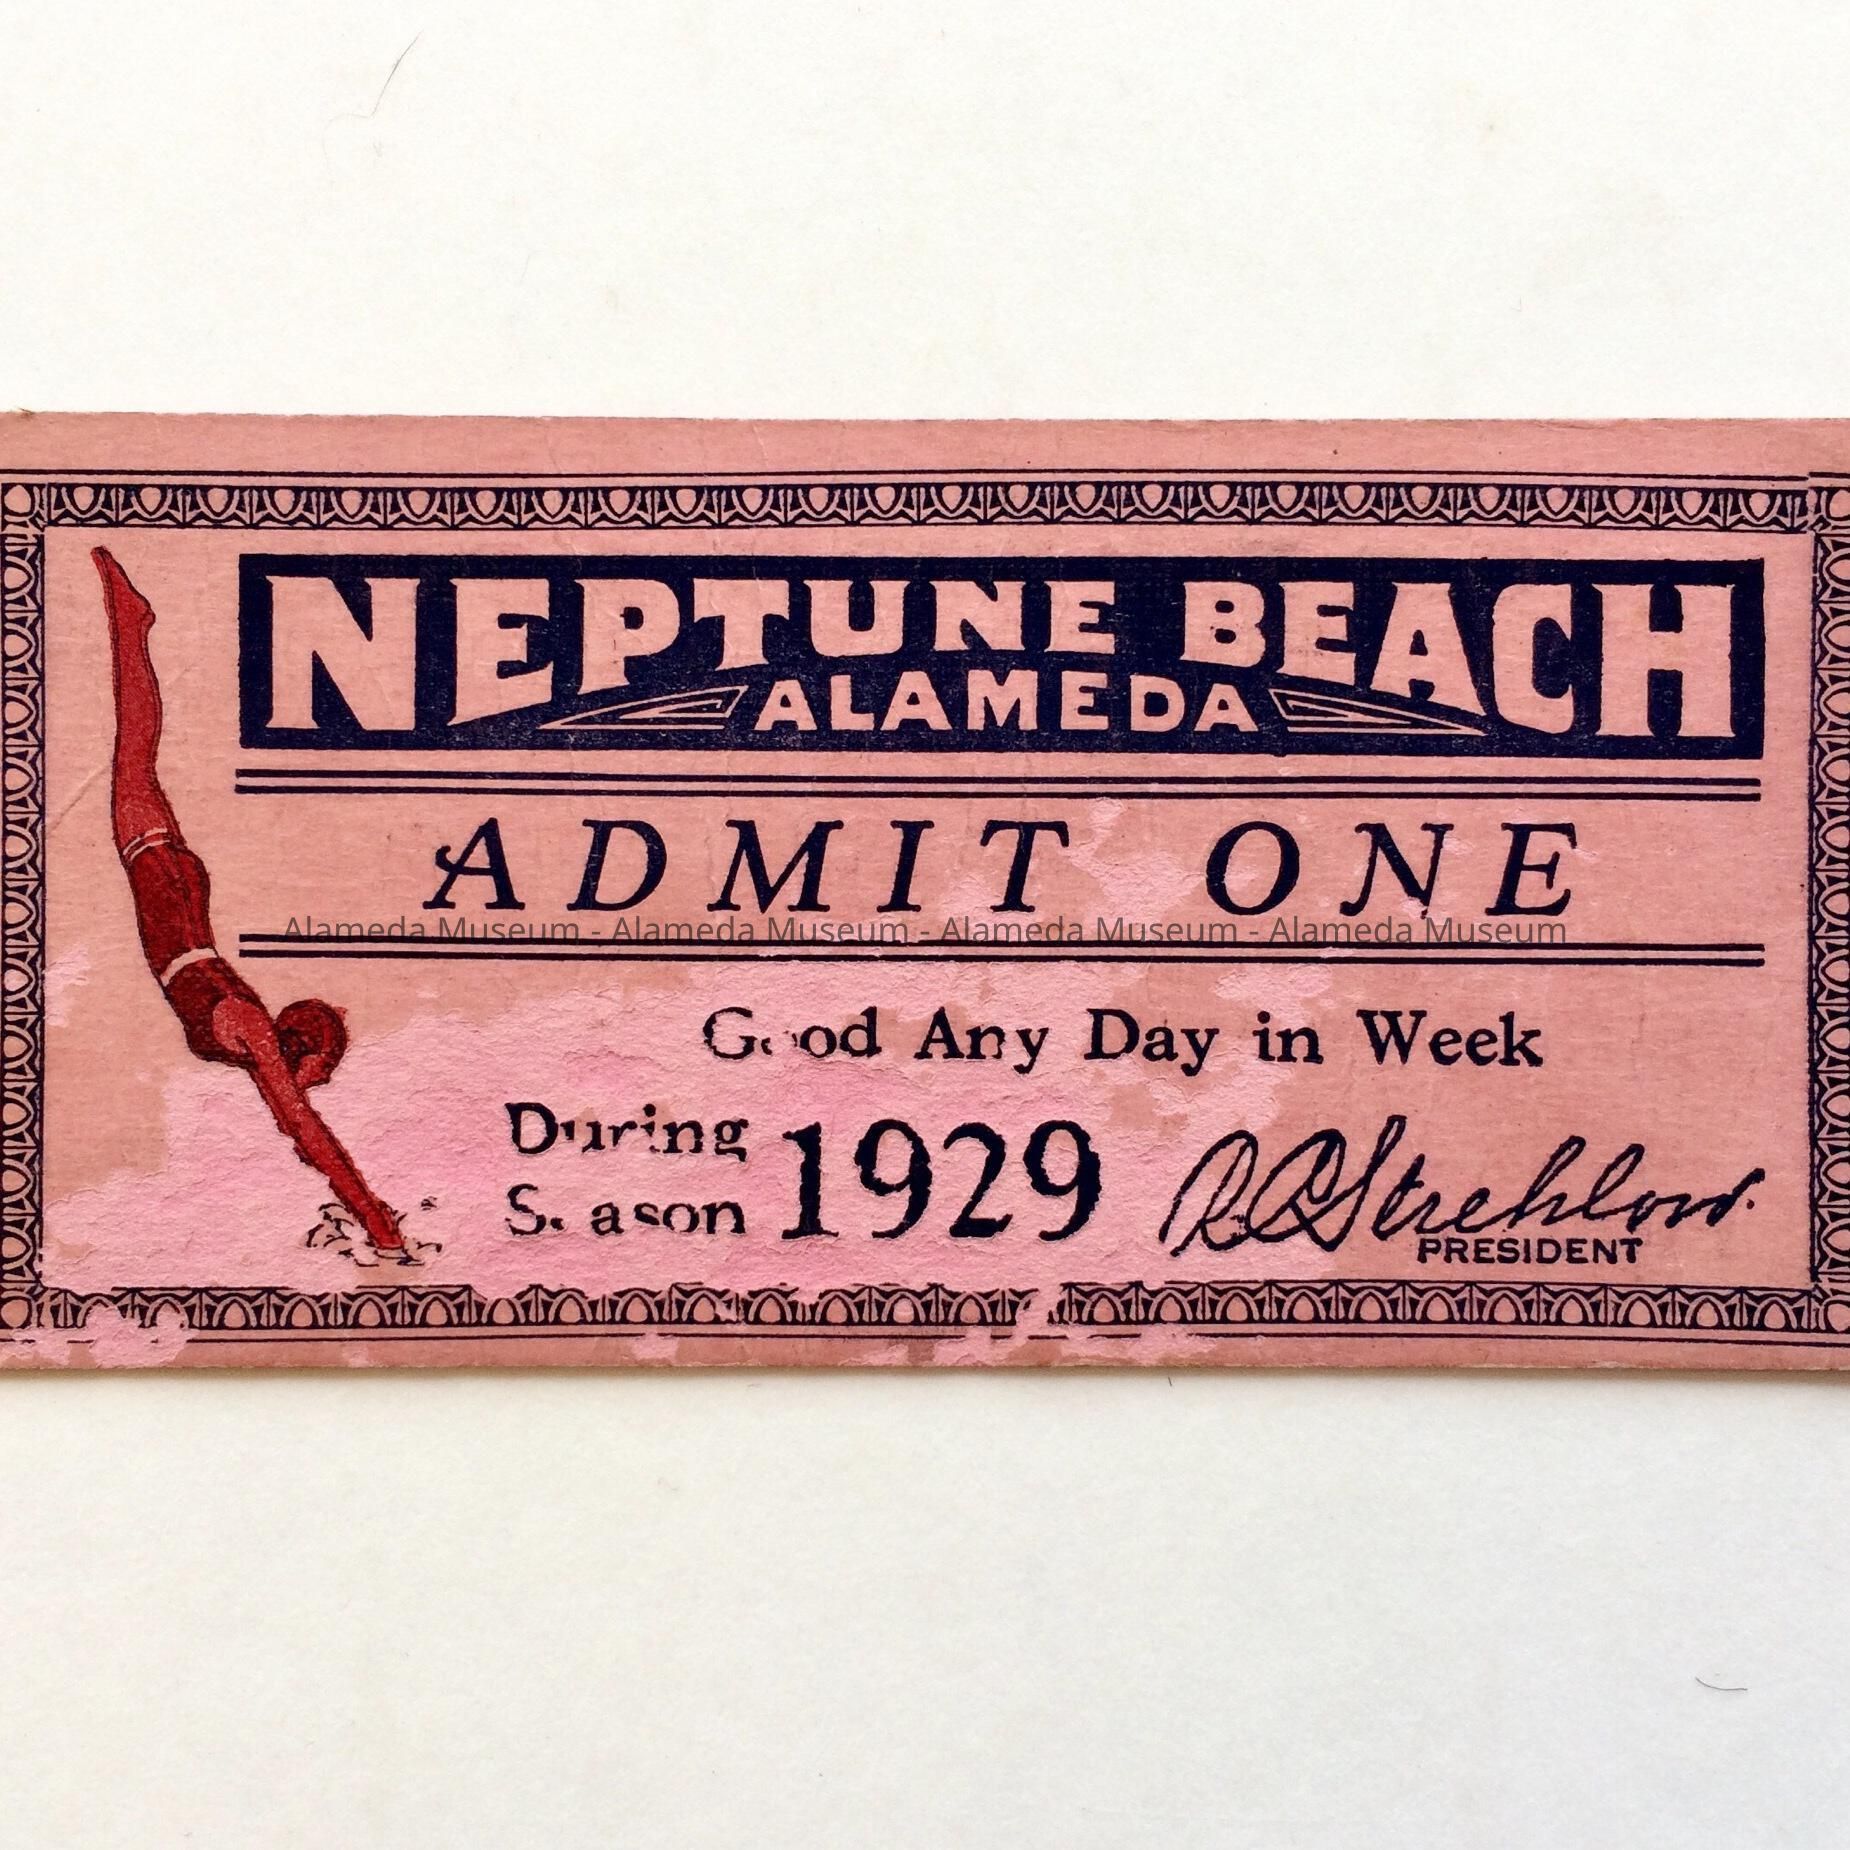 NEPTUNE BEACH
ALAMEDA
ADMIT ONE
Alameda Museum - Alameda Museum - Alameda Museum - Alameda Museum
Good Any Day in Week
During
Season 1929
R C Strehlow.
PRESIDENT